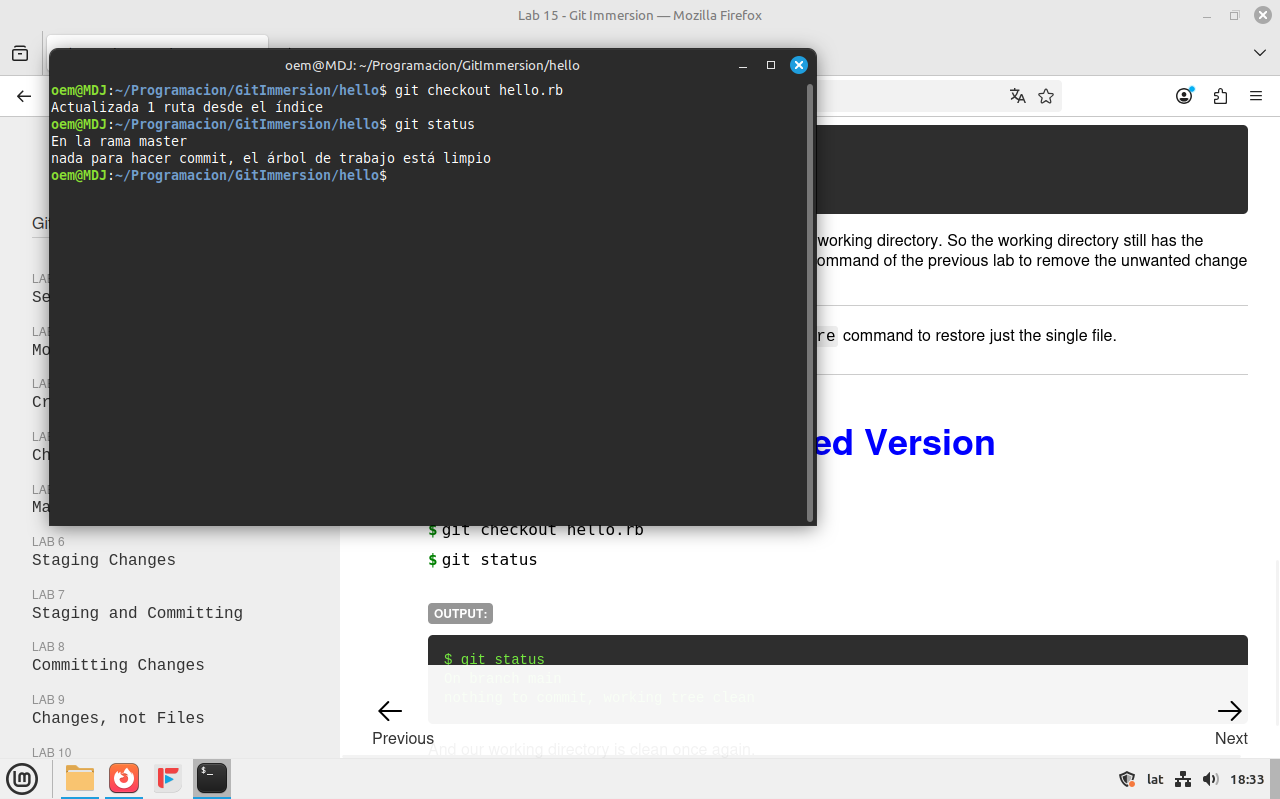 Lab 15 - Git Immersion — Mozilla Firefox
oem@MDJ: ~/Programacion/GitImmersion/hello
oem@MDJ:~/Programacion/GitImmersion/hello$ git checkout hello.rb
Actualizada 1 ruta desde el índice
oem@MDJ:~/Programacion/GitImmersion/hello$ git status
En la rama master
nada para hacer commit, el árbol de trabajo está limpio
oem@MDJ:~/Programacion/GitImmersion/hello$
working directory. So the working directory still has the
ommand of the previous lab to remove the unwanted change
re command to restore just the single file.
ed Version
$ git checkout hello.rb
$ git status
OUTPUT:
$ git status
On branch main
nothing to commit, working tree clean
And our working directory is clean once again.
Previous
Next
Git
LAB
Se
LAB
Mo
LAB
Cr
LAB
Ch
LAB
Ma
LAB 6
Staging Changes
LAB 7
Staging and Committing
LAB 8
Committing Changes
LAB 9
Changes, not Files
LAB 10
lat
18:33